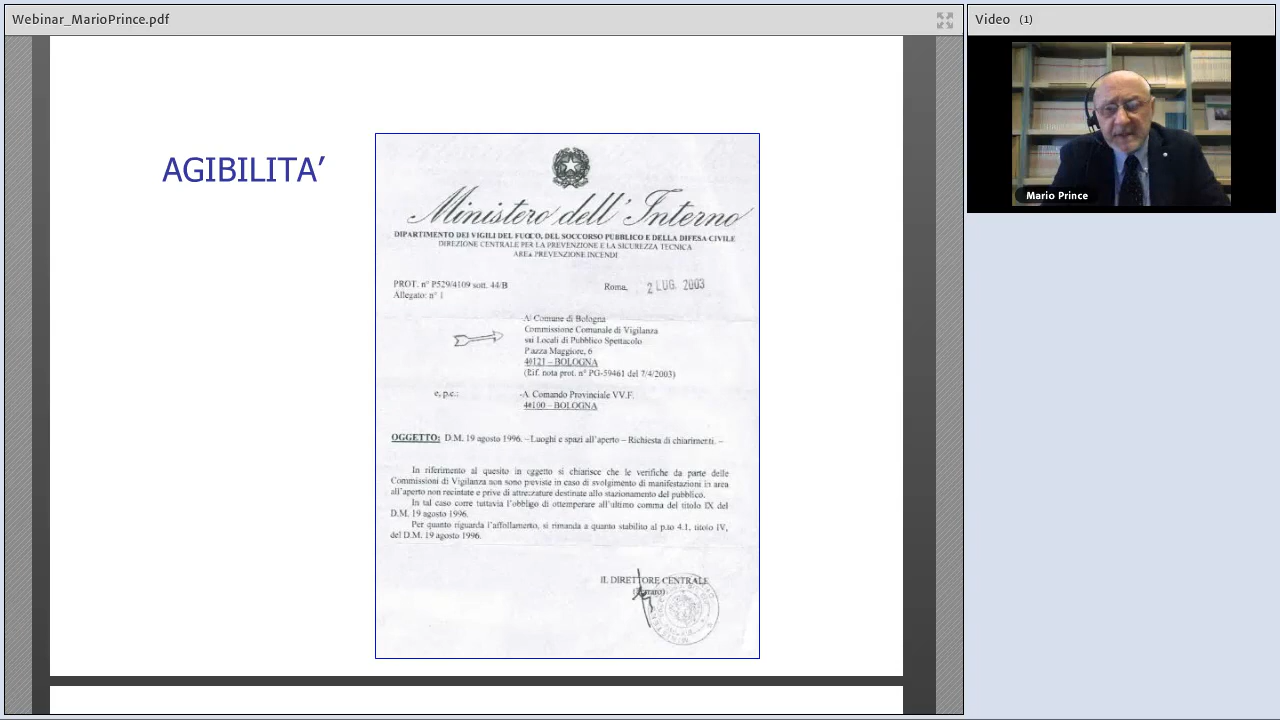 Webinar_MarioPrince.pdf
Video (1)
Mario Prince
AGIBILITA’
Ministero dell'Interno
DIPARTIMENTO DEI VIGILI DEL FUOCO, DEL SOCCORSO PUBBLICO E DELLA DIFESA CIVILE
DIREZIONE CENTRALE PER LA PREVENZIONE E LA SICUREZZA TECNICA
AREA PREVENZIONE INCENDI
PROT. n° P529/4109 sott. 44/B
Allegato: n° 1
Roma, 2 LUG. 2003
Al Comune di Bologna
Commissione Comunale di Vigilanza
sui Locali di Pubblico Spettacolo
Piazza Maggiore, 6
40121 – BOLOGNA
(Rif. nota prot. n° PG-59461 del 7/4/2003)
e, p.c.: -Al Comando Provinciale VV.F.
40100 – BOLOGNA
OGGETTO: D.M. 19 agosto 1996. – Luoghi e spazi all'aperto – Richiesta di chiarimenti. –
In riferimento al quesito in oggetto si chiarisce che le verifiche da parte delle
Commissioni di Vigilanza non sono previste in caso di svolgimento di manifestazioni in area
all'aperto non recintate e prive di attrezzature destinate allo stazionamento del pubblico.
In tal caso corre tuttavia l'obbligo di ottemperare all'ultimo comma del titolo IX del
D.M. 19 agosto 1996.
Per quanto riguarda l'affollamento, si rimanda a quanto stabilito al p.to 4.1, titolo IV,
del D.M. 19 agosto 1996.
IL DIRETTORE CENTRALE